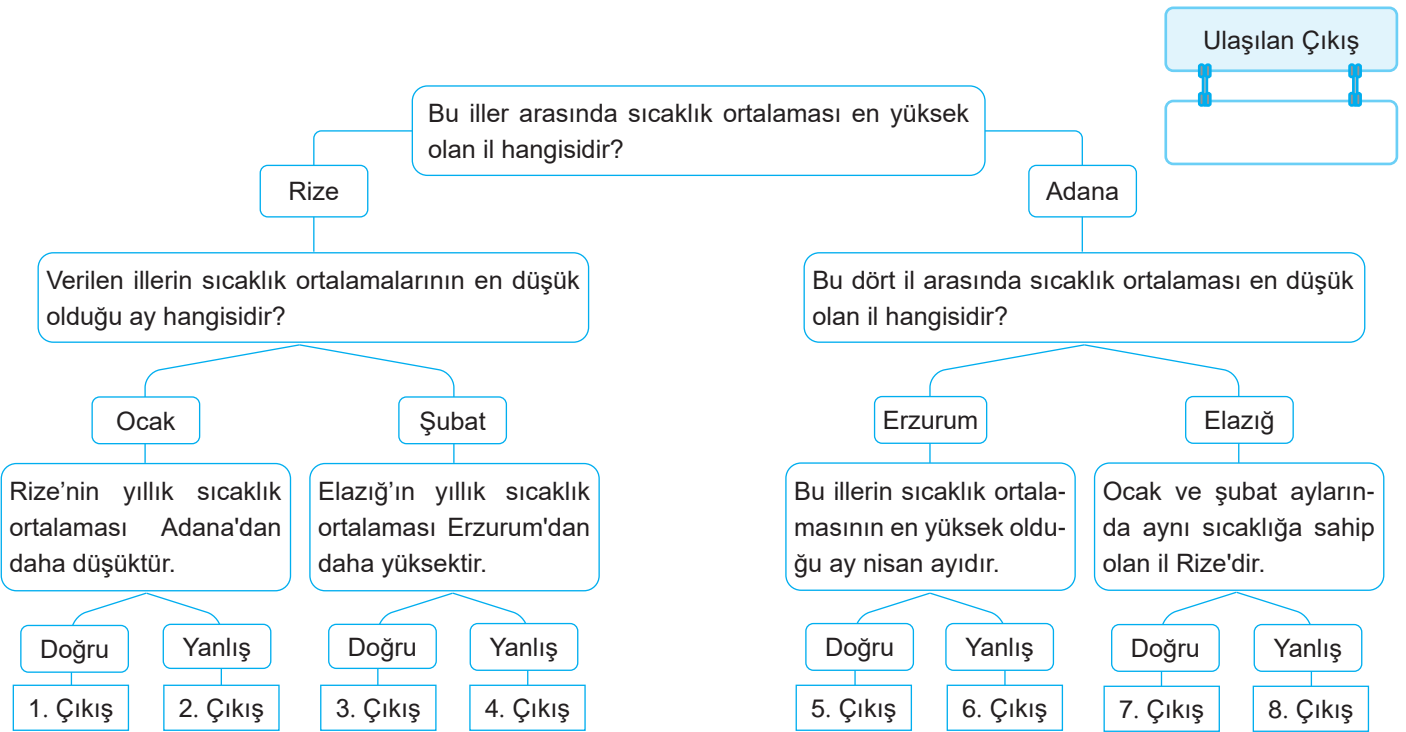 Ulaşılan Çıkış
Bu iller arasında sıcaklık ortalaması en yüksek
olan il hangisidir?
Rize
Adana
Verilen illerin sıcaklık ortalamalarının en düşük
olduğu ay hangisidir?
Bu dört il arasında sıcaklık ortalaması en düşük
olan il hangisidir?
Ocak
Şubat
Erzurum
Elazığ
Rize’nin yıllık sıcaklık
ortalaması Adana'dan
daha düşüktür.
Elazığ’ın yıllık sıcaklık
ortalaması Erzurum'dan
daha yüksektir.
Bu illerin sıcaklık ortala-
masının en yüksek oldu-
ğu ay nisan ayıdır.
Ocak ve şubat ayların-
da aynı sıcaklığa sahip
olan il Rize'dir.
Doğru
Yanlış
Doğru
Yanlış
Doğru
Yanlış
Doğru
Yanlış
1. Çıkış
2. Çıkış
3. Çıkış
4. Çıkış
5. Çıkış
6. Çıkış
7. Çıkış
8. Çıkış